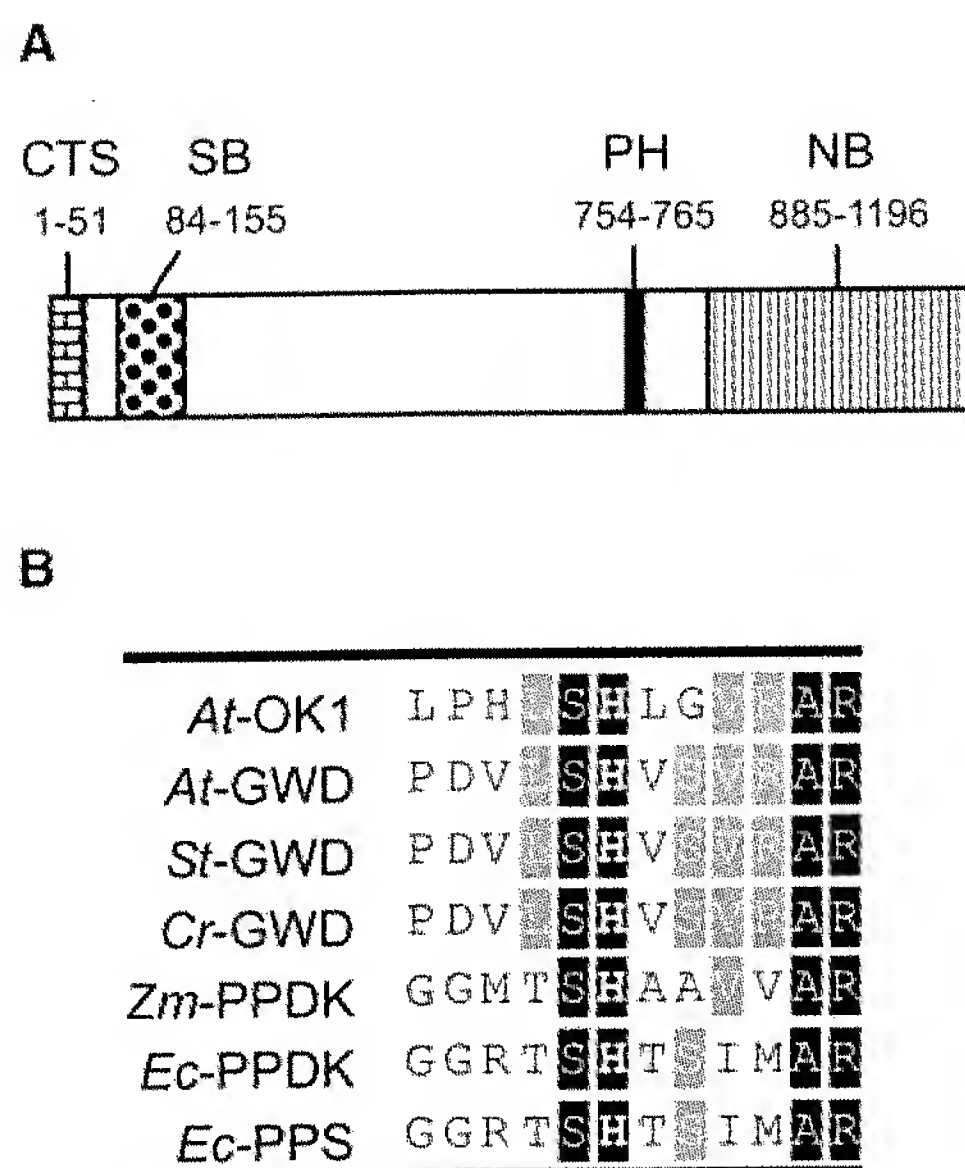 A
CTS SB PH NB
1-51 84-155 754-765 885-1196
B
At-OK1 L P H S H L G A R
At-GWD P D V S H V S A R
St-GWD P D V S H V S A R
Cr-GWD P D V S H V S A R
Zm-PPDK G G M T S H A A V A R
Ec-PPDK G G R T S H T S I M A R
Ec-PPS G G R T S H T S I M A R